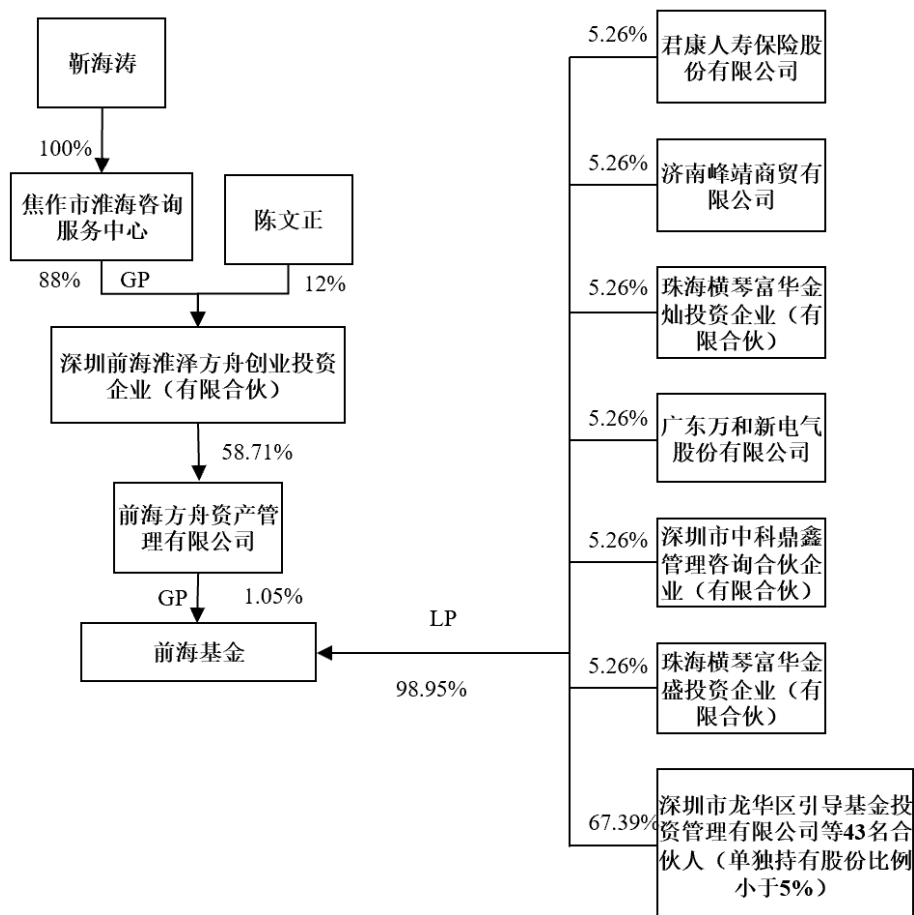 靳海涛
100%
焦作市淮海咨询
服务中心
陈文正
88%
GP
12%
深圳前海淮泽方舟创业投资
企业（有限合伙）
58.71%
前海方舟资产管
理有限公司
GP
1.05%
前海基金
LP
98.95%
5.26%
君康人寿保险股
份有限公司
5.26%
济南峰靖商贸有
限公司
5.26%
珠海横琴富华金
灿投资企业（有
限合伙）
5.26%
广东万和新电气
股份有限公司
5.26%
深圳市中科鼎鑫
管理咨询合伙企
业（有限合伙）
5.26%
珠海横琴富华金
盛投资企业（有
限合伙）
67.39%
深圳市龙华区引导基金投
资管理有限公司等43名合
伙人（单独持有股份比例
小于5%）